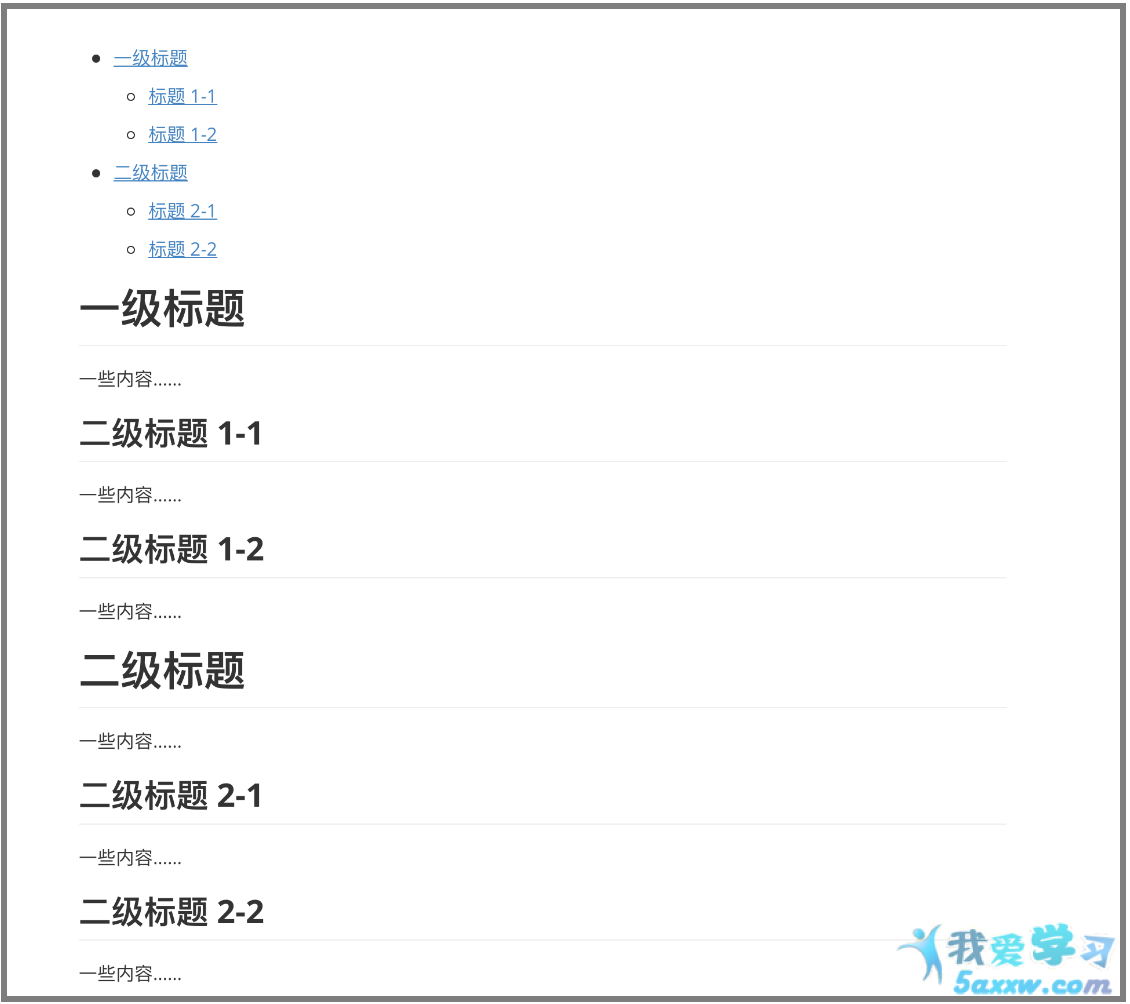 一级标题
标题 1-1
标题 1-2
二级标题
标题 2-1
标题 2-2
一级标题
一些内容……
二级标题 1-1
一些内容……
二级标题 1-2
一些内容……
二级标题
一些内容……
二级标题 2-1
一些内容……
二级标题 2-2
一些内容……
我爱学习
5axxw.com